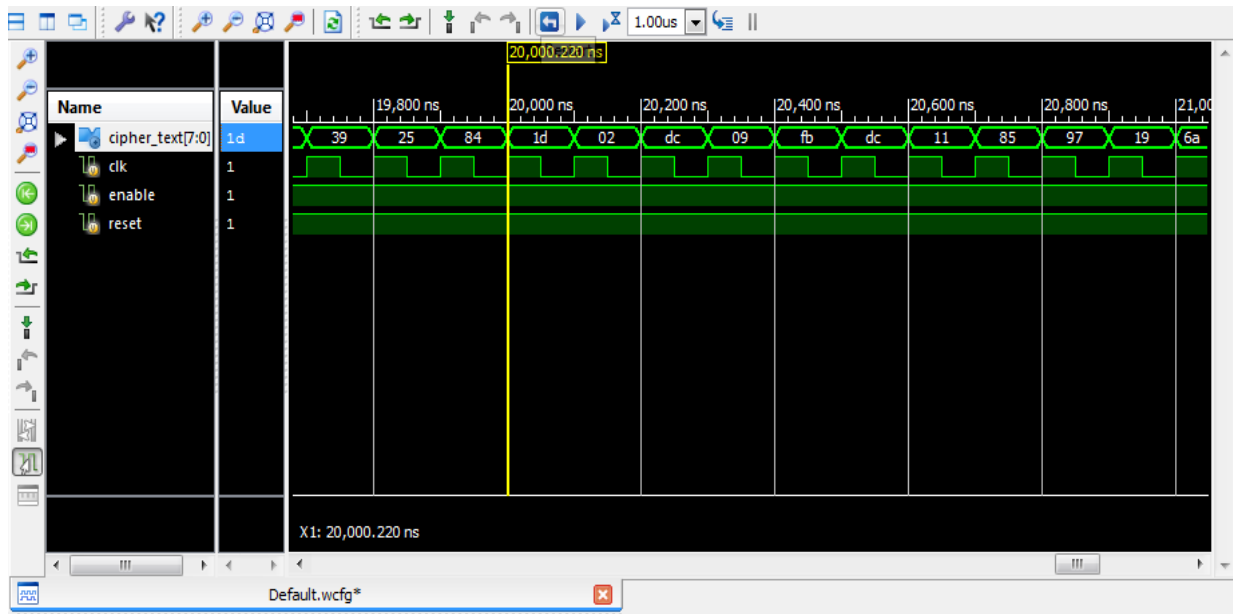 1.00us
20,000.220 ns
Name Value
19,800 ns 20,000 ns 20,200 ns 20,400 ns 20,600 ns 20,800 ns 21,00
cipher_text[7:0] 1d 39 25 84 1d 02 dc 09 fb dc 11 85 97 19 6a
clk 1
enable 1
reset 1
X1: 20,000.220 ns
Default.wcfg*